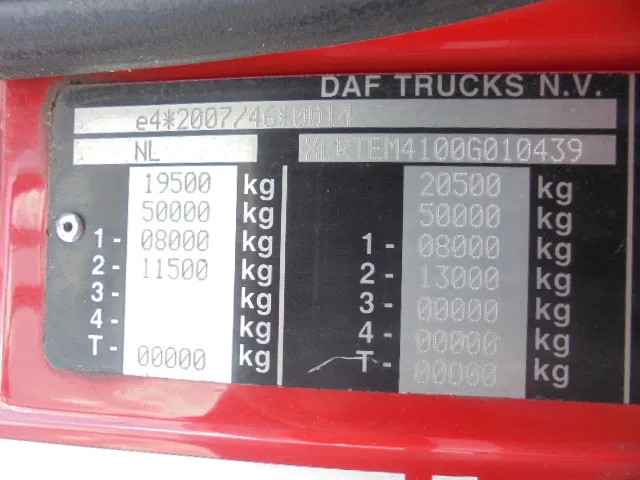 DAF TRUCKS N.V.
e4*2007/46*0010
NL
19500 kg 20500 kg
50000 kg 50000 kg
1- 08000 kg 1- 08000 kg
2- 11500 kg 2- 13000 kg
3- kg 3- 00000 kg
4- kg 4- 00000 kg
T- 00000 kg T- 00000 kg